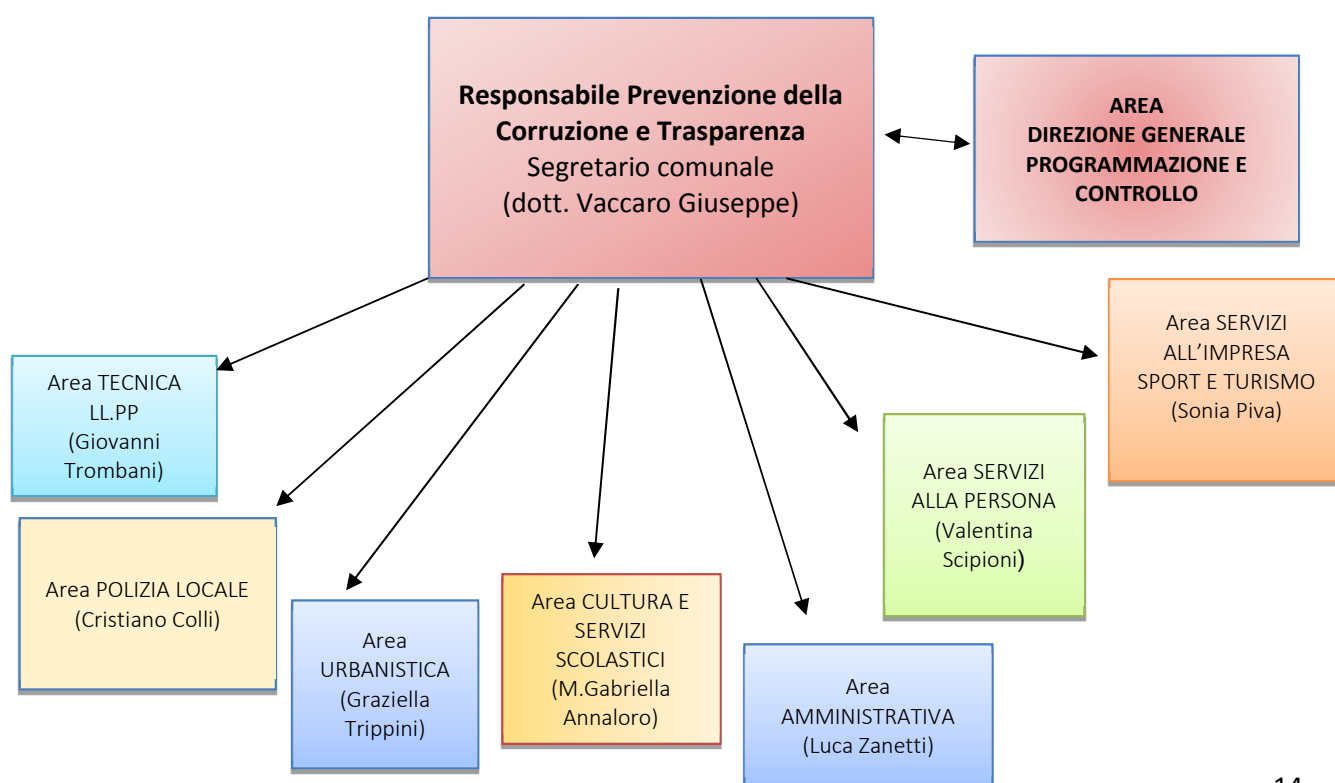 Responsabile Prevenzione della
Corruzione e Trasparenza
Segretario comunale
(dott. Vaccaro Giuseppe)
AREA
DIREZIONE GENERALE
PROGRAMMAZIONE E
CONTROLLO
Area TECNICA
LL.PP
(Giovanni
Trombani)
Area POLIZIA LOCALE
(Cristiano Colli)
Area
URBANISTICA
(Graziella
Trippini)
Area CULTURA E
SERVIZI
SCOLASTICI
(M.Gabriella
Annaloro)
Area
AMMINISTRATIVA
(Luca Zanetti)
Area SERVIZI
ALLA PERSONA
(Valentina
Scipioni)
Area SERVIZI
ALL’IMPRESA
SPORT E TURISMO
(Sonia Piva)
14